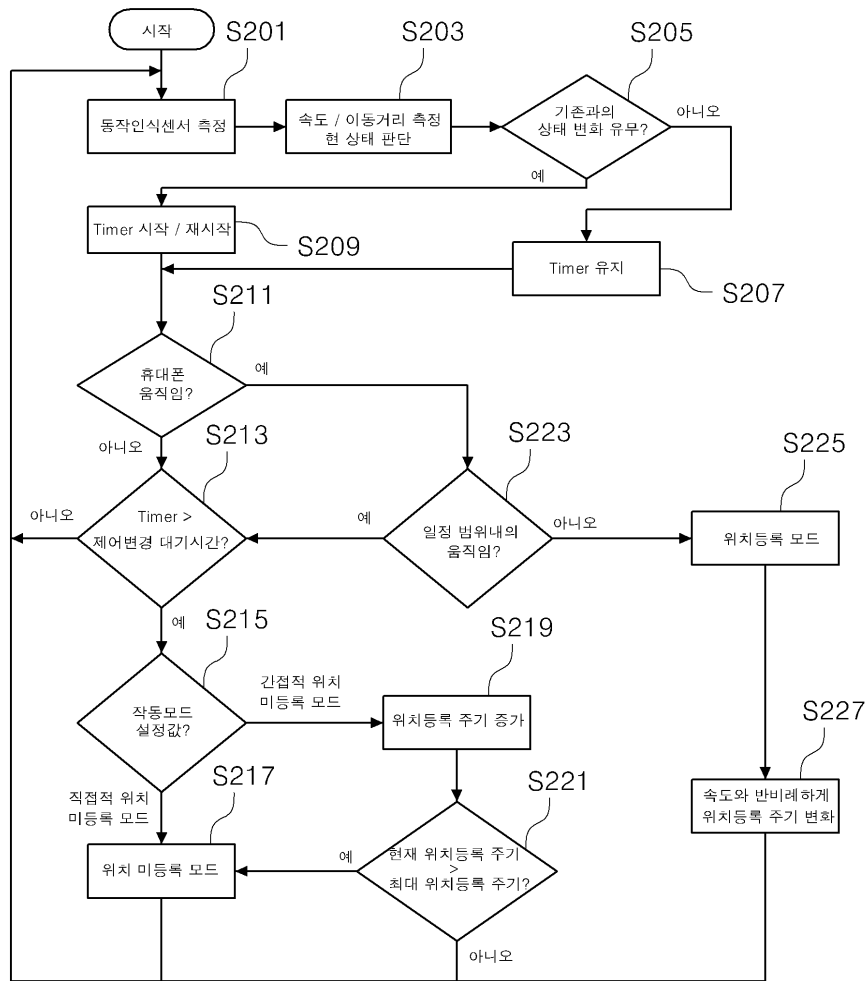 시작
S201
동작인식센서 측정
S203
속도 / 이동거리 측정
현 상태 판단
S205
기존과의
상태 변화 유무?
아니오
예
Timer 시작 / 재시작
S209
Timer 유지
S207
S211
휴대폰
움직임?
예
아니오
S213
Timer >
제어변경 대기시간?
아니오
예
S223
일정 범위내의
움직임?
예
아니오
S225
위치등록 모드
S215
작동모드
설정값?
간접적 위치
미등록 모드
S219
위치등록 주기 증가
S227
속도와 반비례하게
위치등록 주기 변화
직접적 위치
미등록 모드
S217
위치 미등록 모드
S221
현재 위치등록 주기
>
최대 위치등록 주기?
예
아니오